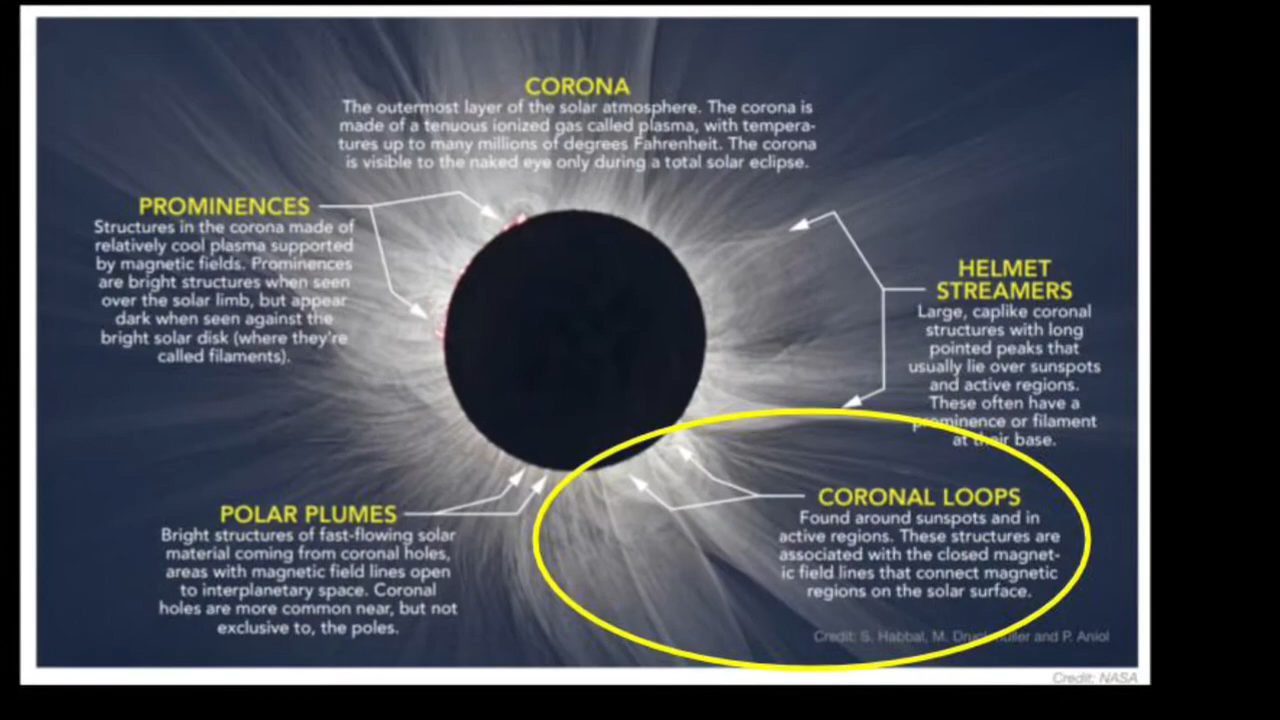 CORONA
The outermost layer of the solar atmosphere. The corona is
made of a tenuous ionized gas called plasma, with tempera-
tures up to many millions of degrees Fahrenheit. The corona
is visible to the naked eye only during a total solar eclipse.
PROMINENCES
Structures in the corona made of
relatively cool plasma supported
by magnetic fields. Prominences
are bright structures when seen
over the solar limb, but appear
dark when seen against the
bright solar disk (where they're
called filaments).
HELMET
STREAMERS
Large, caplike coronal
structures with long
pointed peaks that
usually lie over sunspots
and active regions.
These often have a
prominence or filament
at their base.
POLAR PLUMES
Bright structures of fast-flowing solar
material coming from coronal holes,
areas with magnetic field lines open
to interplanetary space. Coronal
holes are more common near, but not
exclusive to, the poles.
CORONAL LOOPS
Found around sunspots and in
active regions. These structures are
associated with the closed magnet-
ic field lines that connect magnetic
regions on the solar surface.
Credit: S. Habbal, M. Druckmüller and P. Aniol
Credit: NASA